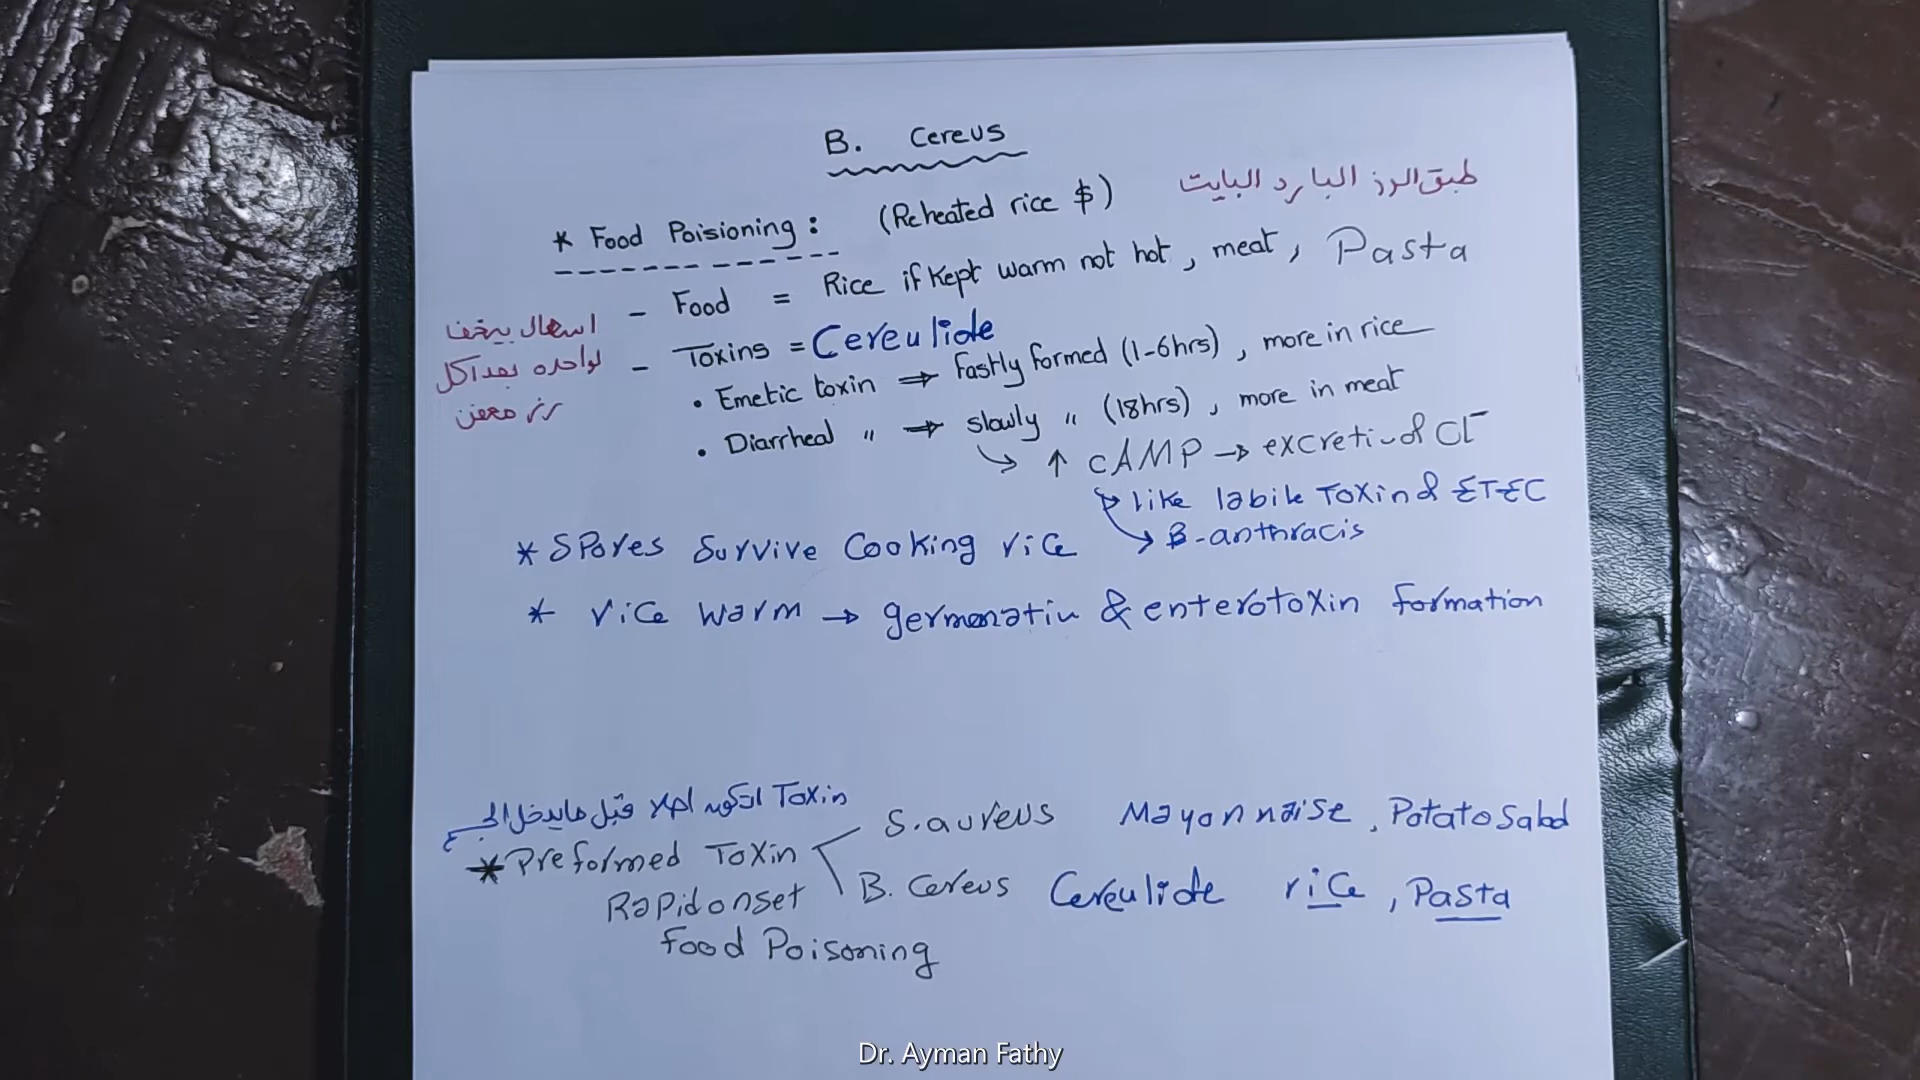 B. Cereus
* Food Poisioning : (Reheated rice $) طبق الرز البارد البايت
- Food = Rice if kept warm not hot, meat, Pasta
- Toxins = Cereulide
• Emetic toxin ⇒ Fastly formed (1-6hrs), more in rice
• Diarrheal " ⇒ slowly " (18hrs), more in meat
اسهال بيخف
لواحده بعد اكل
رز معفن
↑ cAMP → excreti- of Cl⁻
like labile Toxin of ETEC
B-anthracis
* Spores Survive Cooking rice
* rice warm → & enterotoxin formation
Toxin اتكون اصلا قبل مايدخل
* Preformed Toxin
Rapid onset
Food Poisoning
S. aureus Mayonnaise, Potato Salad
B. Cereus Cereulide rice, Pasta
Dr. Ayman Fathy